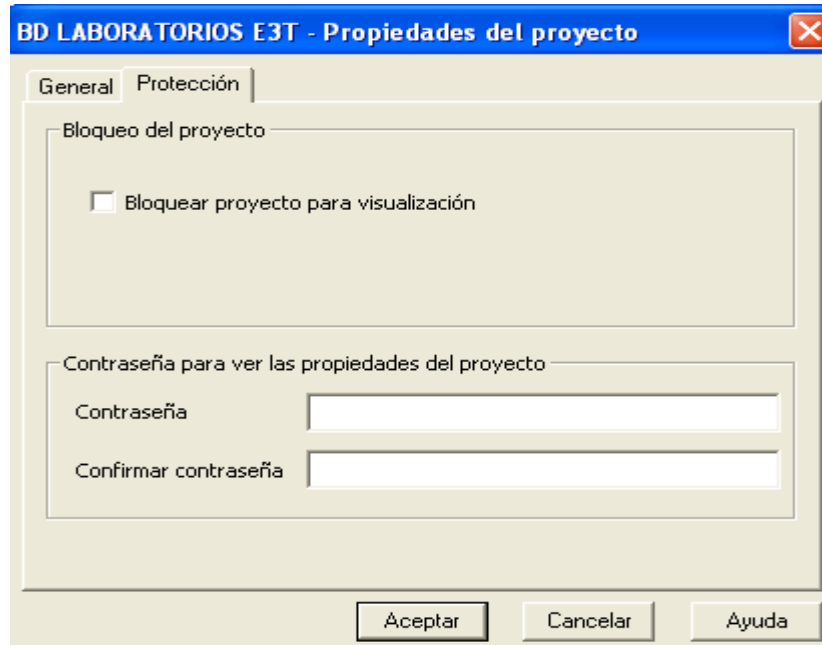 BD LABORATORIOS E3T - Propiedades del proyecto
General Protección
Bloqueo del proyecto
Bloquear proyecto para visualización
Contraseña para ver las propiedades del proyecto
Contraseña
Confirmar contraseña
Aceptar Cancelar Ayuda